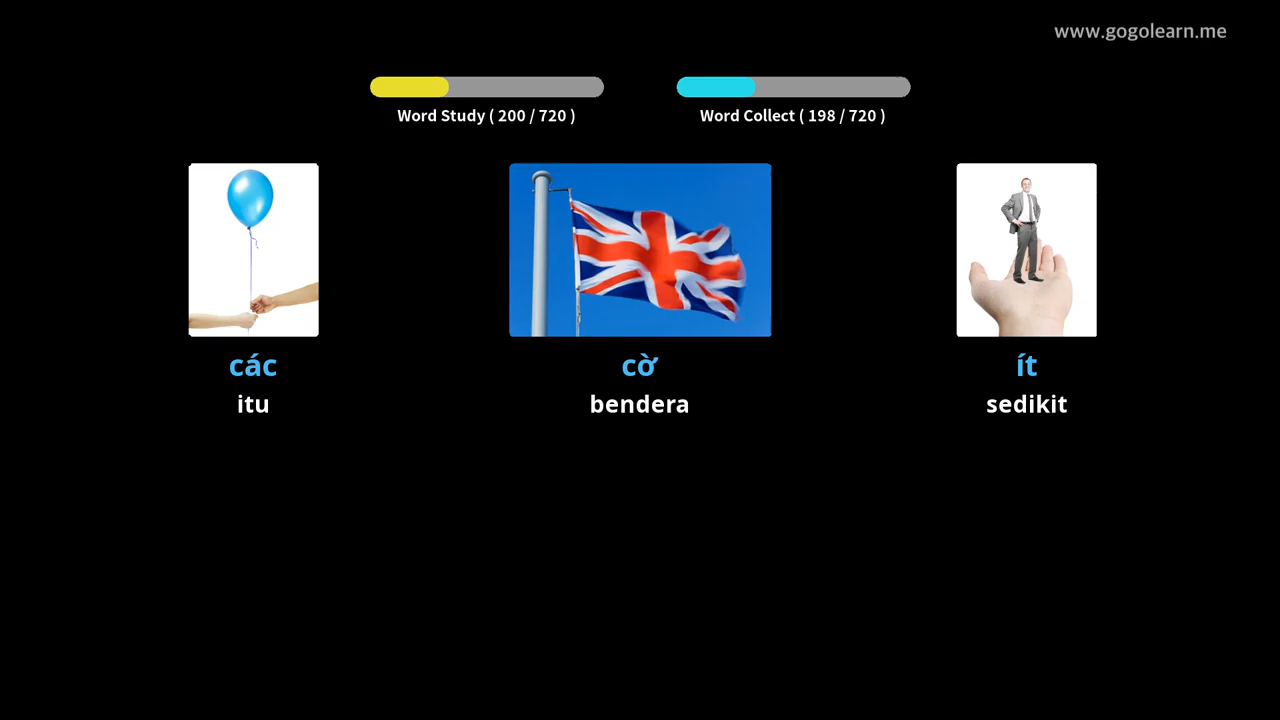 www.gogolearn.me
Word Study ( 200 / 720 )
Word Collect ( 198 / 720 )
các
cờ
ít
itu
bendera
sedikit